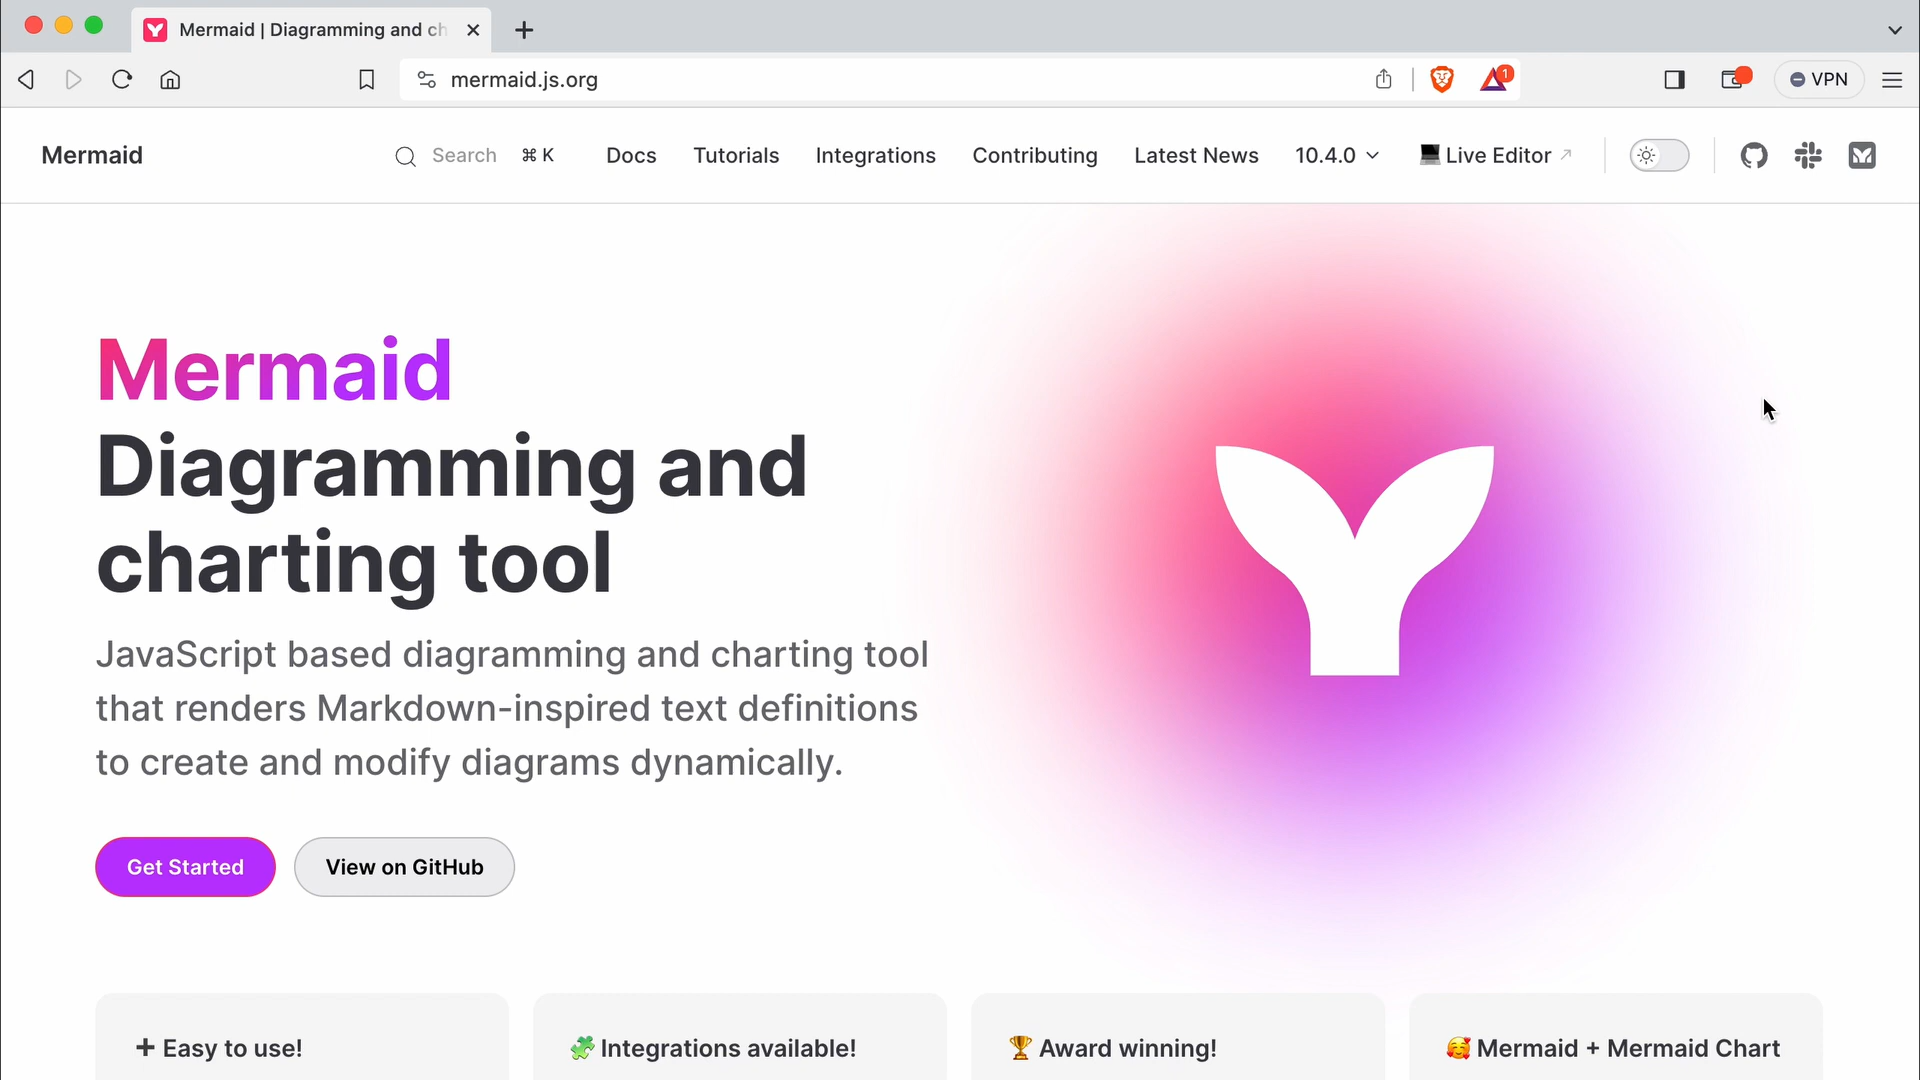 Mermaid | Diagramming and ch
mermaid.js.org
1
VPN
Mermaid
Search ⌘ K
Docs
Tutorials
Integrations
Contributing
Latest News
10.4.0
Live Editor
Mermaid
Diagramming and
charting tool
JavaScript based diagramming and charting tool
that renders Markdown-inspired text definitions
to create and modify diagrams dynamically.
Get Started
View on GitHub
Easy to use!
Integrations available!
Award winning!
Mermaid + Mermaid Chart